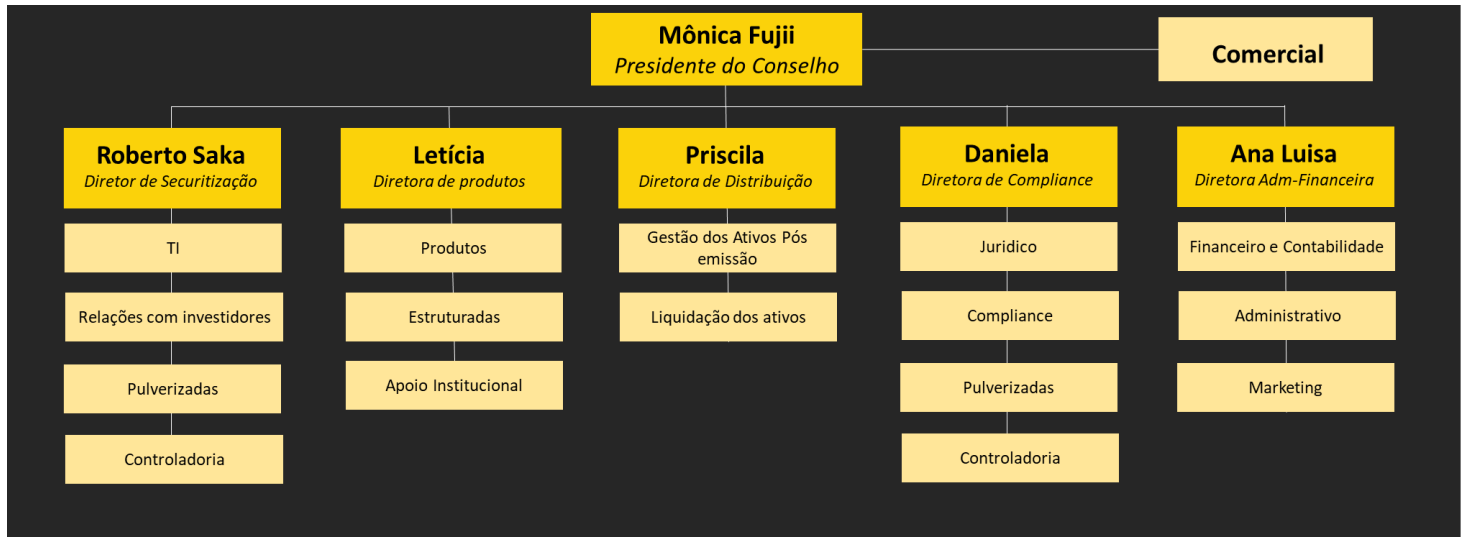 Mônica Fujii
Presidente do Conselho
Comercial
Roberto Saka
Diretor de Securitização
TI
Relações com investidores
Pulverizadas
Controladoria
Letícia
Diretora de produtos
Produtos
Estruturadas
Apoio Institucional
Priscila
Diretora de Distribuição
Gestão dos Ativos Pós
emissão
Liquidação dos ativos
Daniela
Diretora de Compliance
Juridico
Compliance
Pulverizadas
Controladoria
Ana Luisa
Diretora Adm-Financeira
Financeiro e Contabilidade
Administrativo
Marketing